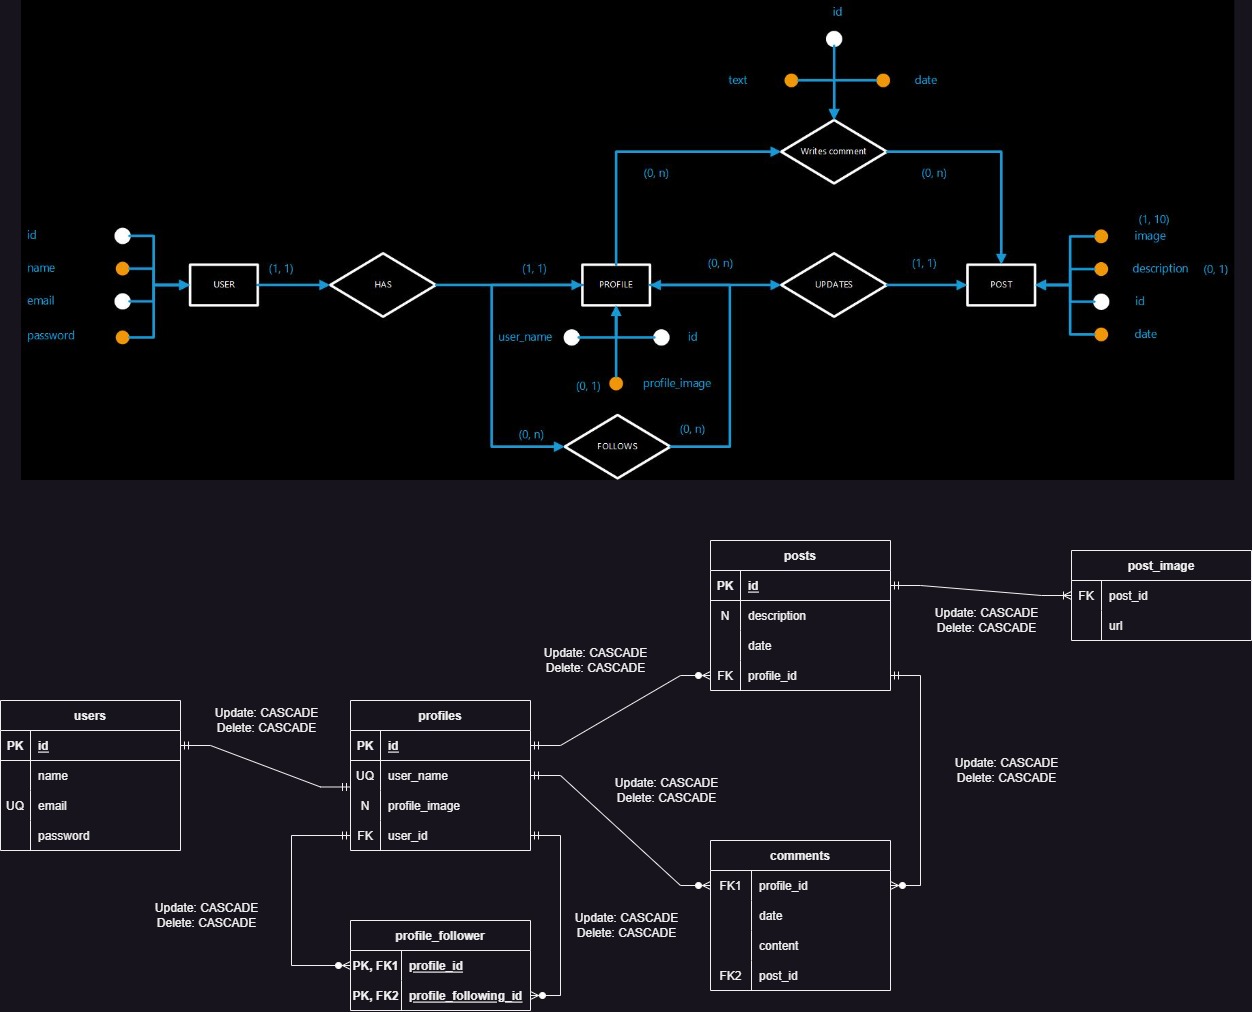 id
text
date
Writes comment
(0, n)
(0, n)
(1, 10)
id
image
name
(1, 1)
(1, 1)
(0, n)
(1, 1)
description
(0, 1)
USER
HAS
PROFILE
UPDATES
POST
email
id
password
user_name
id
date
(0, 1)
profile_image
(0, n)
(0, n)
FOLLOWS
posts
PK
id
N
description
date
FK
profile_id
post_image
FK
post_id
url
Update: CASCADE
Delete: CASCADE
Update: CASCADE
Delete: CASCADE
users
PK
id
name
UQ
email
password
Update: CASCADE
Delete: CASCADE
profiles
PK
id
UQ
user_name
N
profile_image
FK
user_id
Update: CASCADE
Delete: CASCADE
Update: CASCADE
Delete: CASCADE
comments
FK1
profile_id
date
content
FK2
post_id
Update: CASCADE
Delete: CASCADE
Update: CASCADE
Delete: CASCADE
profile_follower
PK, FK1
profile_id
PK, FK2
profile_following_id